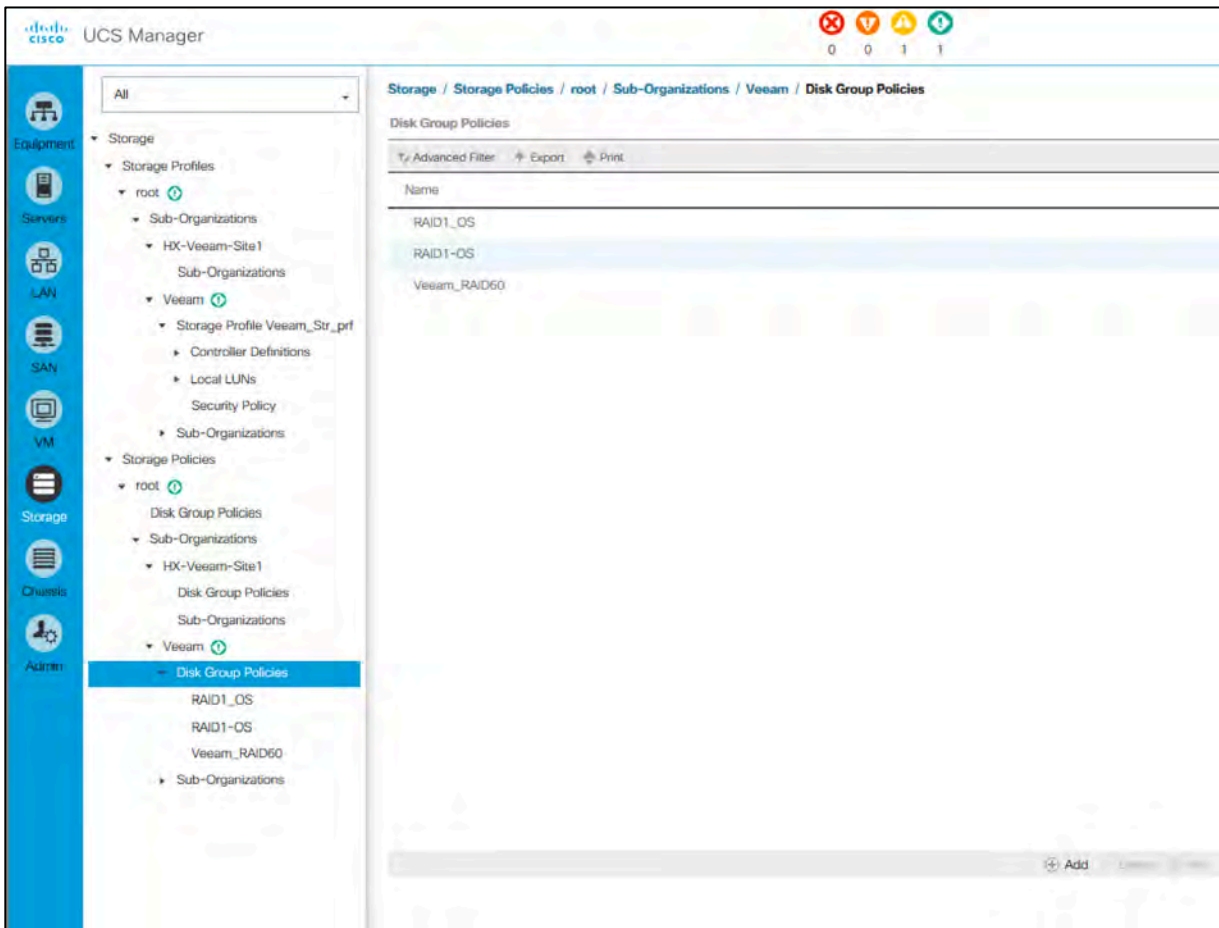 CISCO UCS Manager
0 0 1 1
All
Equipment
Servers
LAN
SAN
VM
Storage
Chassis
Admin
Storage
Storage Profiles
root
Sub-Organizations
HX-Veeam-Site1
Sub-Organizations
Veeam
Storage Profile Veeam_Str_prf
Controller Definitions
Local LUNs
Security Policy
Sub-Organizations
Storage Policies
root
Disk Group Policies
Sub-Organizations
HX-Veeam-Site1
Disk Group Policies
Sub-Organizations
Veeam
Disk Group Policies
RAID1_OS
RAID1-OS
Veeam_RAID60
Sub-Organizations
Storage / Storage Policies / root / Sub-Organizations / Veeam / Disk Group Policies
Disk Group Policies
Advanced Filter Export Print
Name
RAID1_OS
RAID1-OS
Veeam_RAID60
Add